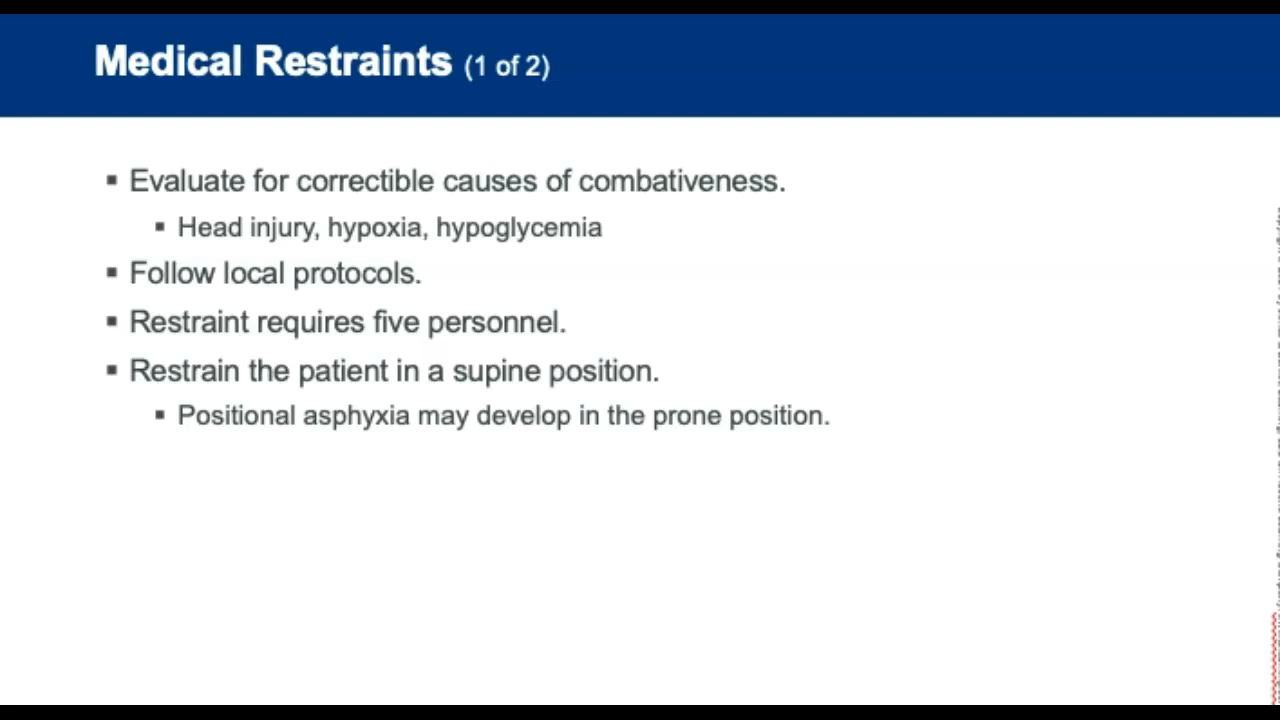 Medical Restraints (1 of 2)
▪ Evaluate for correctible causes of combativeness.
▪ Head injury, hypoxia, hypoglycemia
▪ Follow local protocols.
▪ Restraint requires five personnel.
▪ Restrain the patient in a supine position.
▪ Positional asphyxia may develop in the prone position.